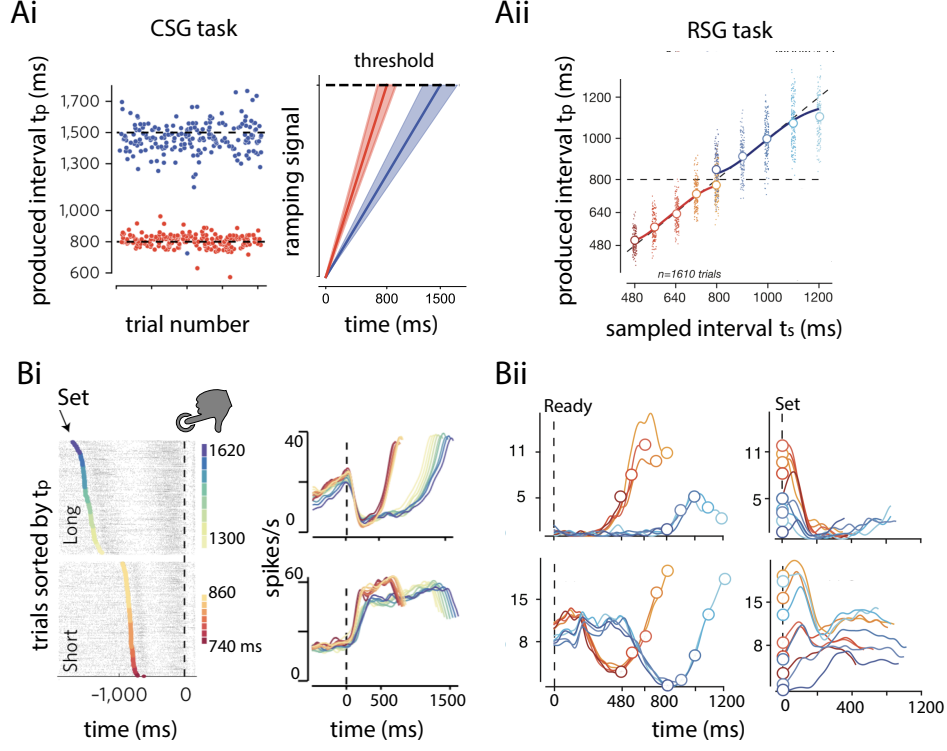 Ai
CSG task
produced interval tp (ms)
1,700
1,500
1,300
1,000
800
600
trial number
threshold
ramping signal
0
800
1500
time (ms)
Aii
RSG task
produced interval tp (ms)
1200
1000
800
640
480
n=1610 trials
480
640
800
1000
1200
sampled interval ts (ms)
Bi
Set
trials sorted by tp
Long
Short
1620
1300
860
740 ms
−1,000
0
time (ms)
spikes/s
40
0
60
0
0
500
1500
time (ms)
Bii
Ready
11
5
15
8
0
480
800
1200
Set
11
5
15
8
0
400
1200
time (ms)